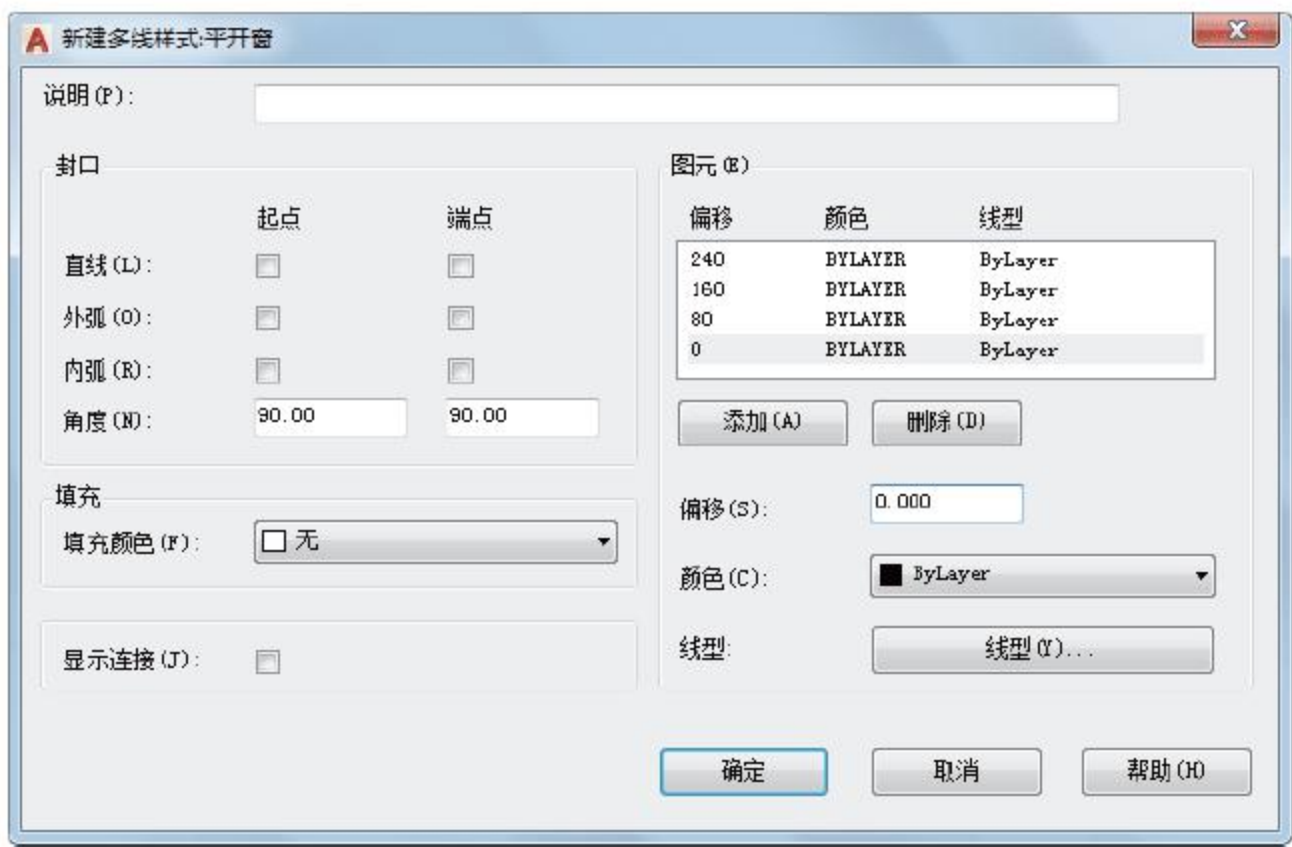 新建多线样式:平开窗
说明(P):
封口
起点 端点
直线(L):
外弧(O):
内弧(R):
角度(N): 90.00 90.00
填充
填充颜色(F): 无
显示连接(J):
图元(E)
偏移 颜色 线型
240 BYLAYER ByLayer
160 BYLAYER ByLayer
80 BYLAYER ByLayer
0 BYLAYER ByLayer
添加(A) 删除(D)
偏移(S): 0.000
颜色(C): ByLayer
线型: 线型(Y)...
确定 取消 帮助(H)